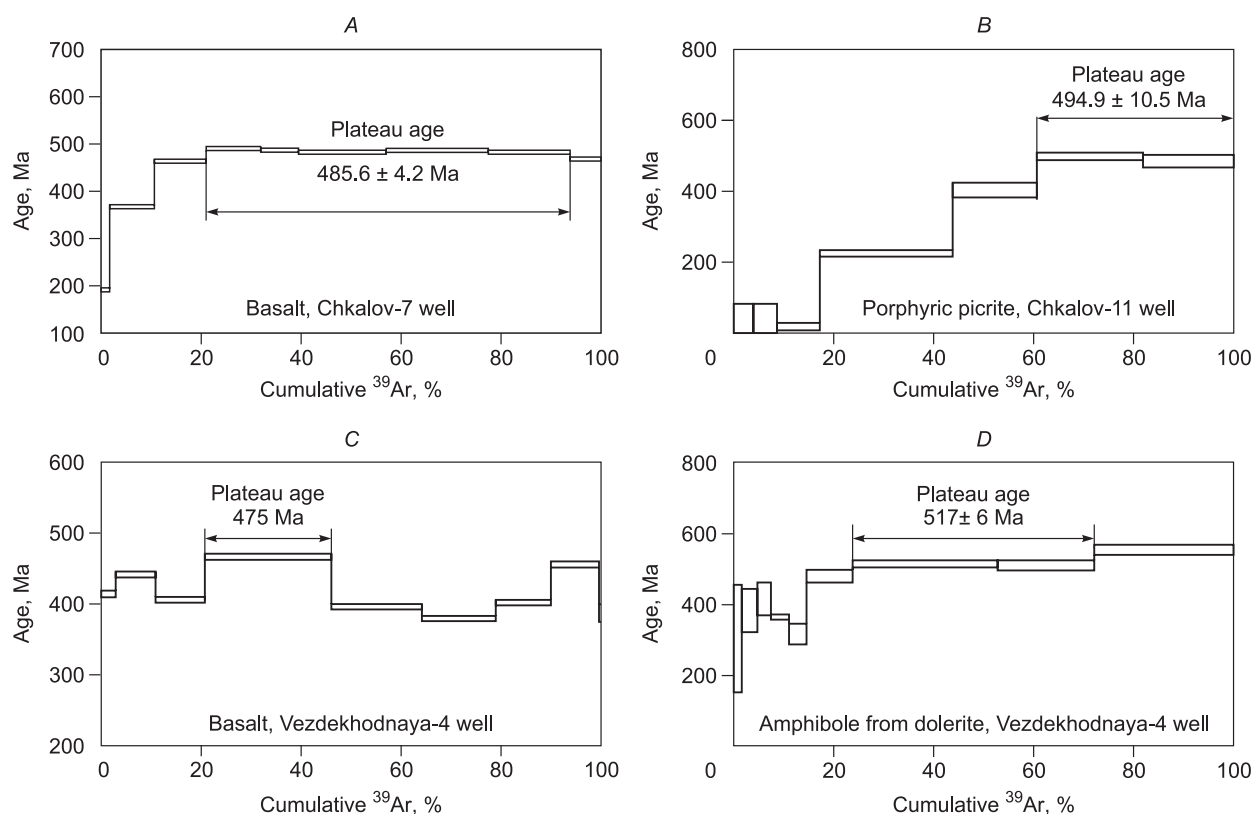 A
700
600
500
400
300
200
100
Age, Ma
Plateau age
485.6 ± 4.2 Ma
Basalt, Chkalov-7 well
0 20 40 60 80 100
Cumulative ³⁹Ar, %
B
800
600
400
200
Age, Ma
Plateau age
494.9 ± 10.5 Ma
Porphyric picrite, Chkalov-11 well
0 20 40 60 80 100
Cumulative ³⁹Ar, %
C
600
500
400
300
200
Age, Ma
Plateau age
475 Ma
Basalt, Vezdekhodnaya-4 well
0 20 40 60 80 100
Cumulative ³⁹Ar, %
D
800
600
400
200
Age, Ma
Plateau age
517± 6 Ma
Amphibole from dolerite, Vezdekhodnaya-4 well
0 20 40 60 80 100
Cumulative ³⁹Ar, %